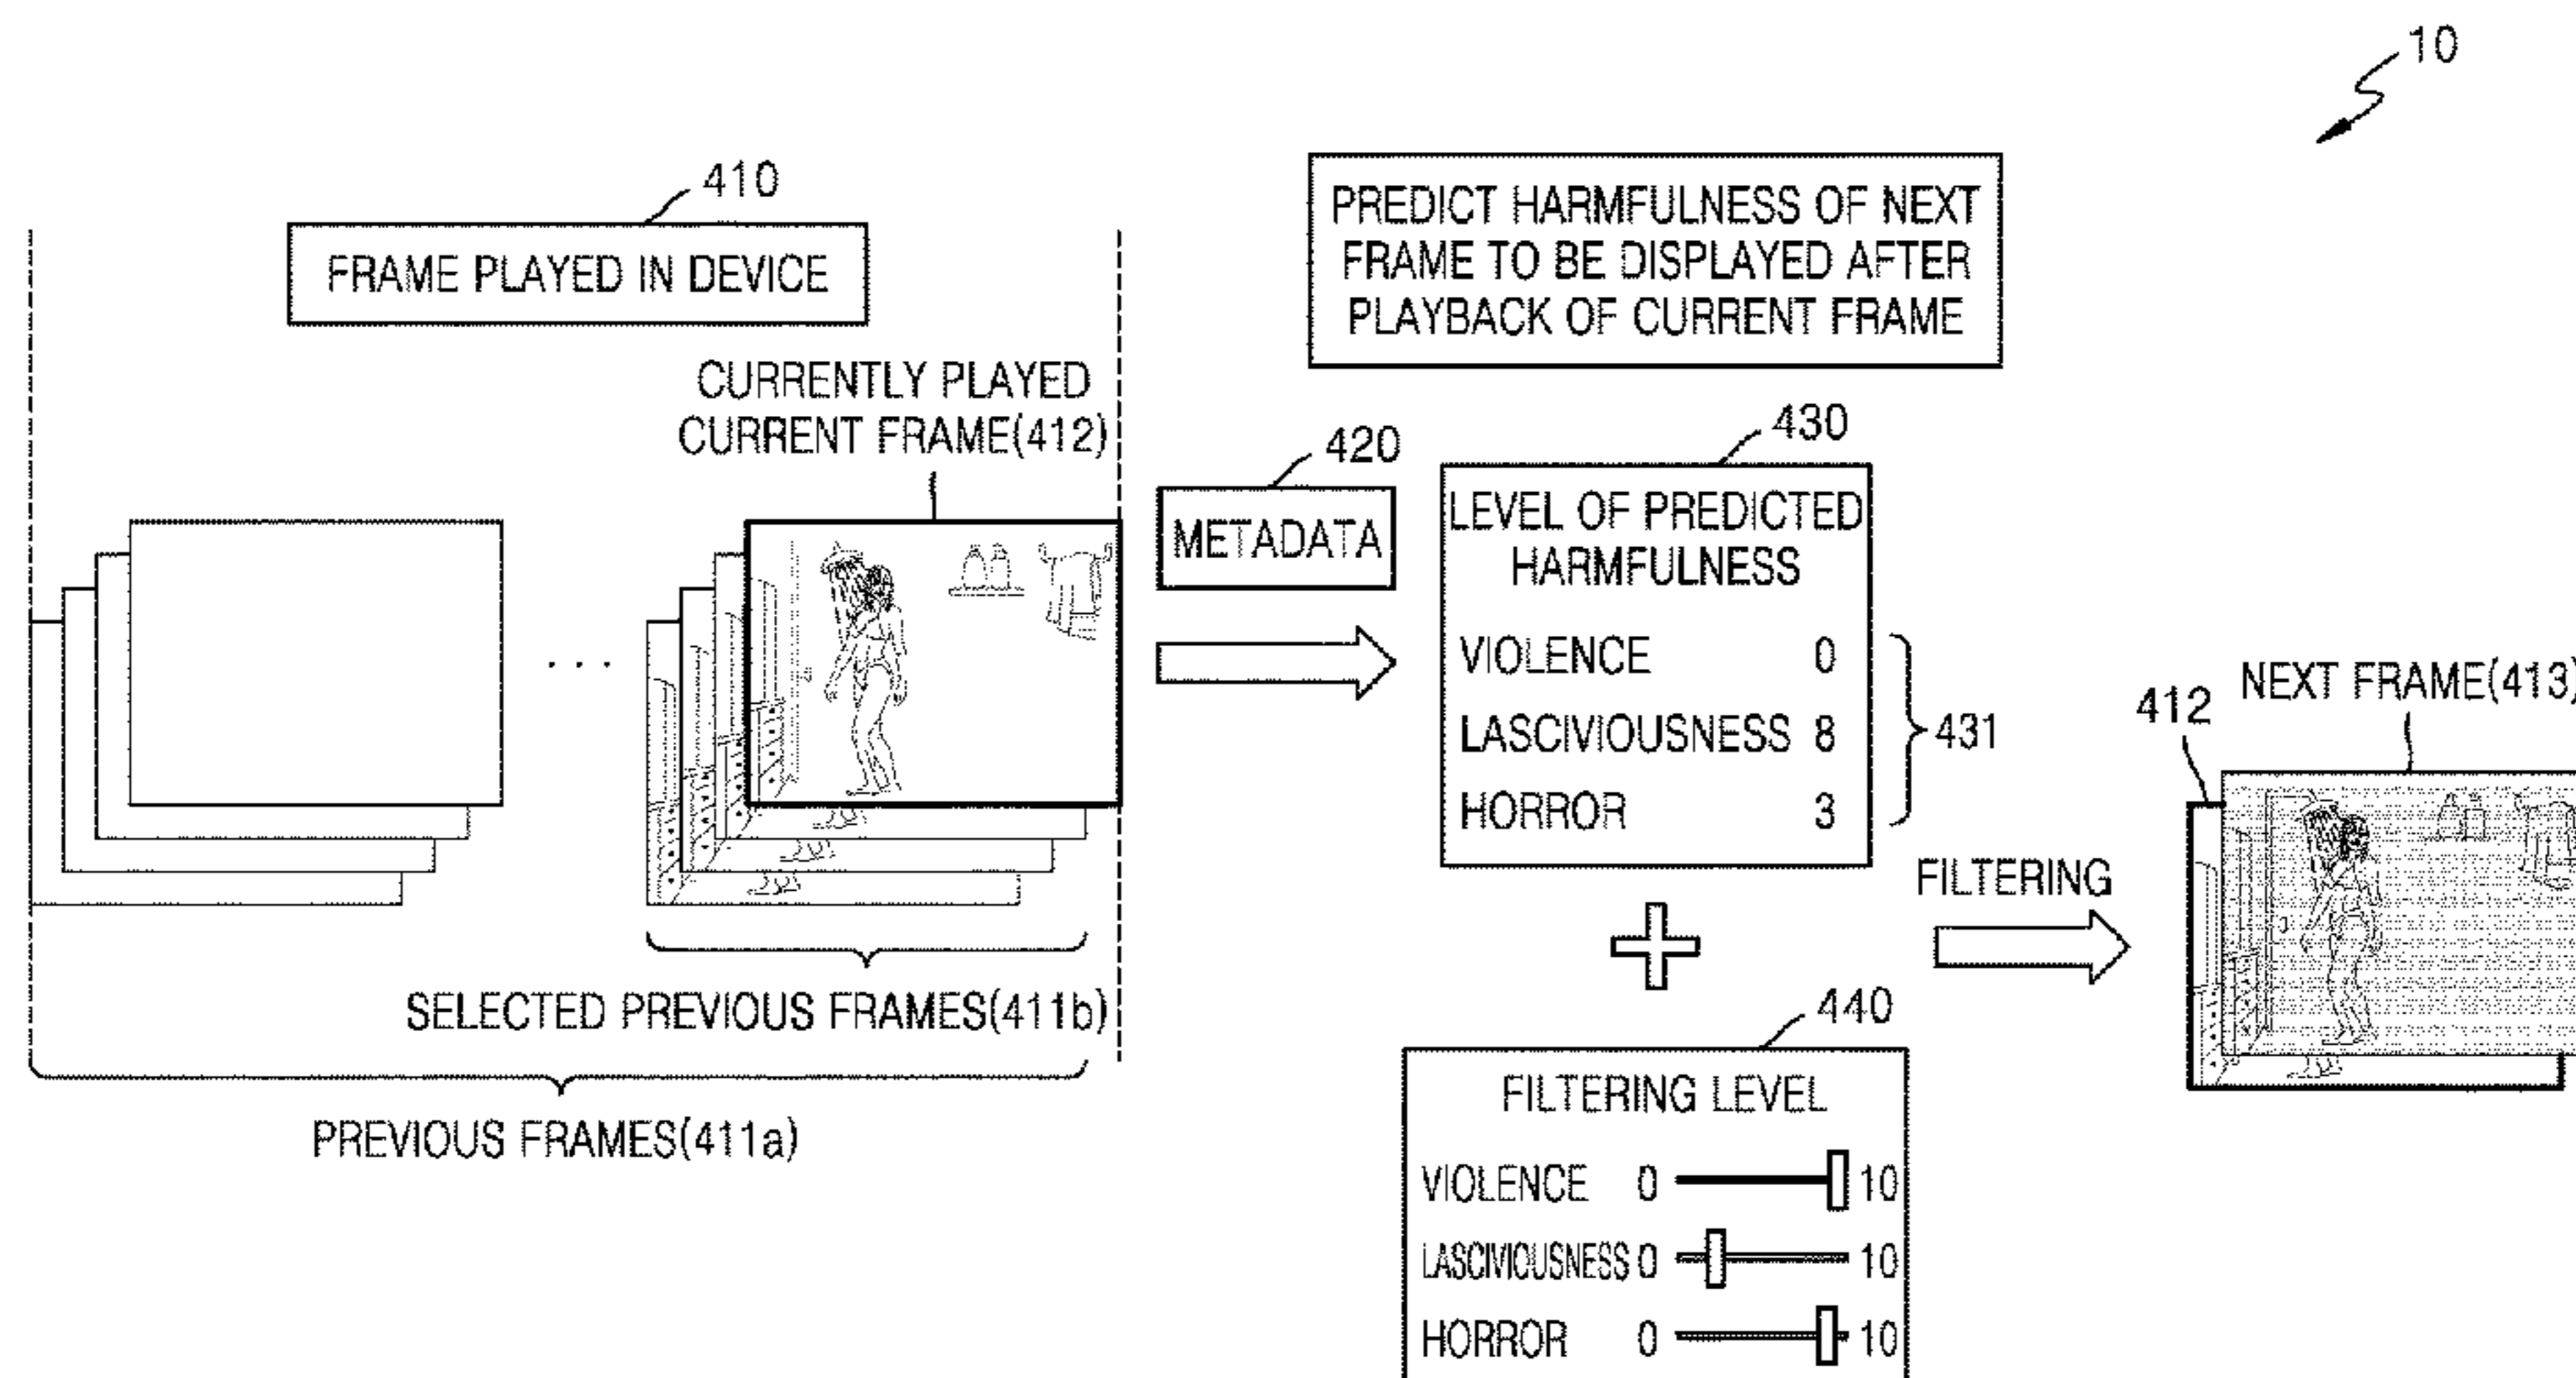 10
410
FRAME PLAYED IN DEVICE
PREDICT HARMFULNESS OF NEXT
FRAME TO BE DISPLAYED AFTER
PLAYBACK OF CURRENT FRAME
CURRENTLY PLAYED
CURRENT FRAME(412)
420
METADATA
430
LEVEL OF PREDICTED
HARMFULNESS
VIOLENCE 0
LASCIVIOUSNESS 8
HORROR 3
431
. . .
SELECTED PREVIOUS FRAMES(411b)
PREVIOUS FRAMES(411a)
FILTERING
412
NEXT FRAME(413)
440
FILTERING LEVEL
VIOLENCE 0 10
LASCIVIOUSNESS 0 10
HORROR 0 10